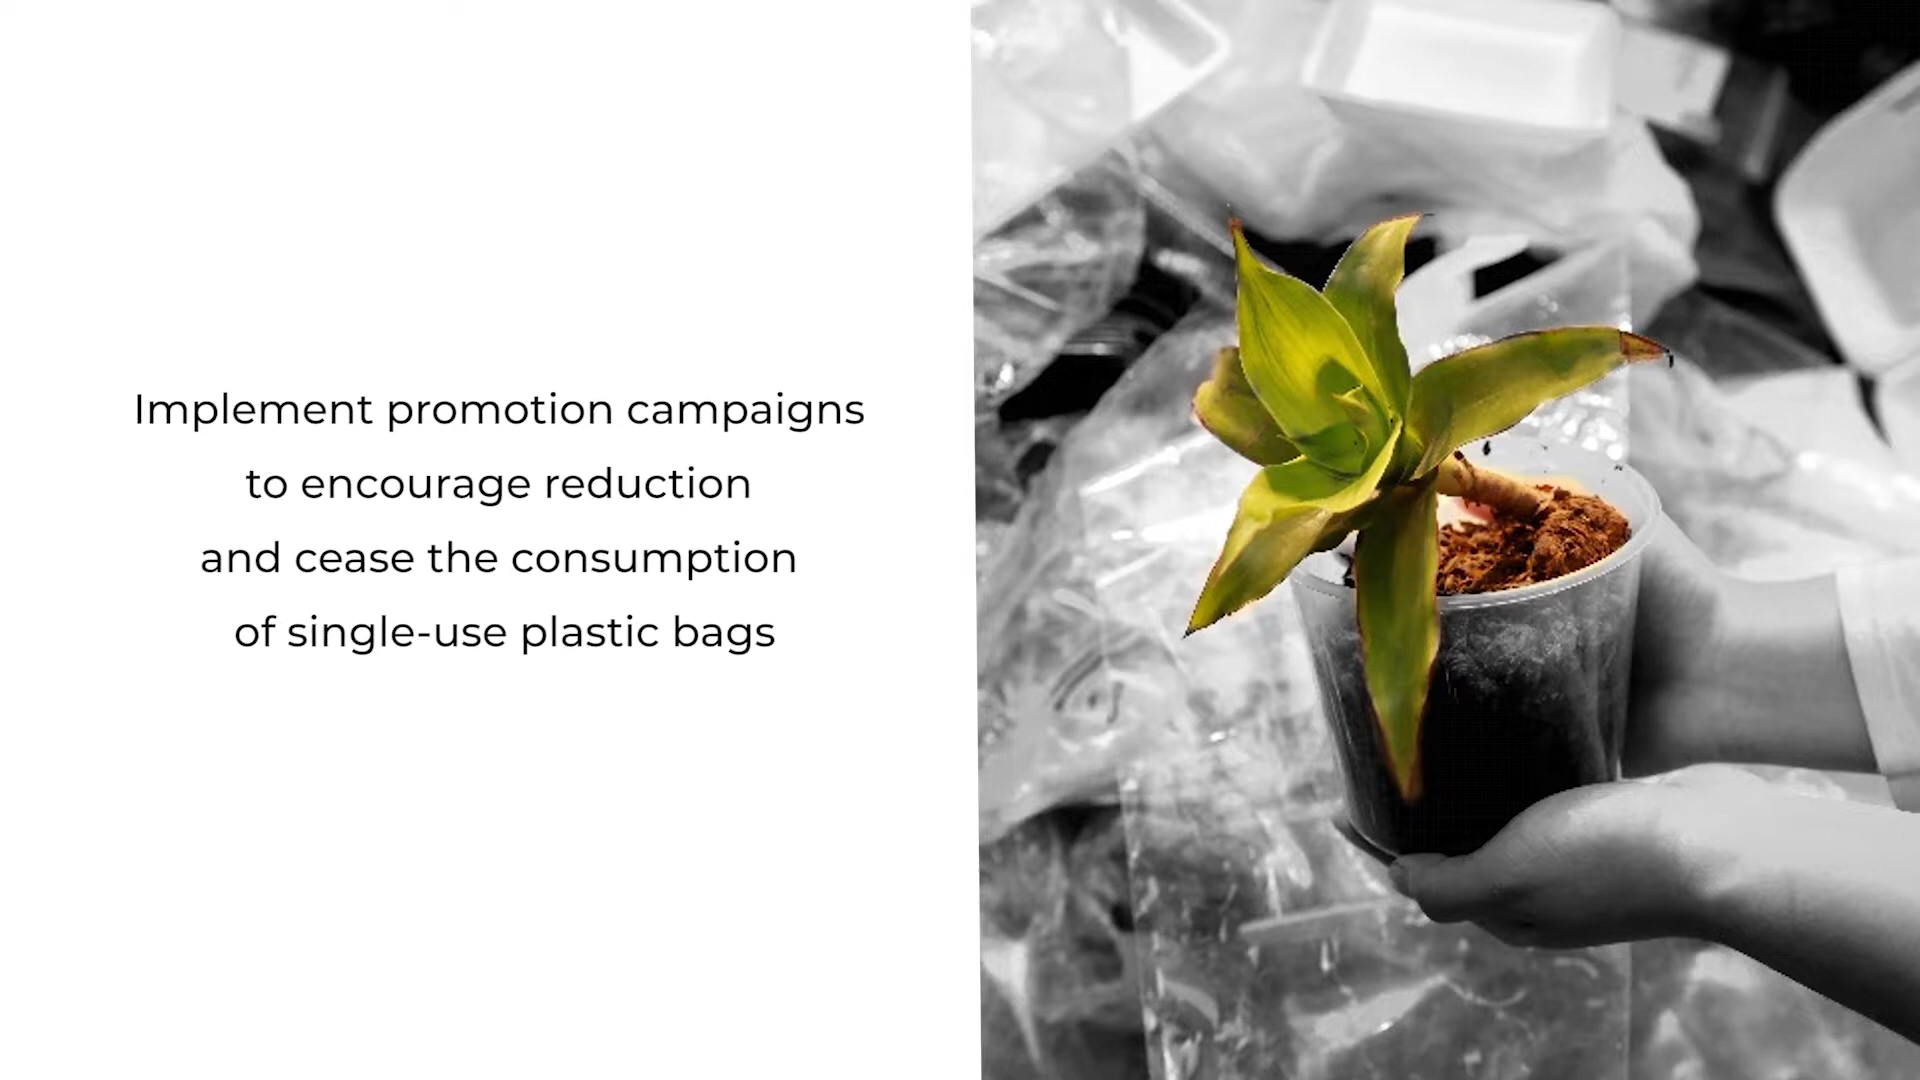 Implement promotion campaigns
to encourage reduction
and cease the consumption
of single-use plastic bags